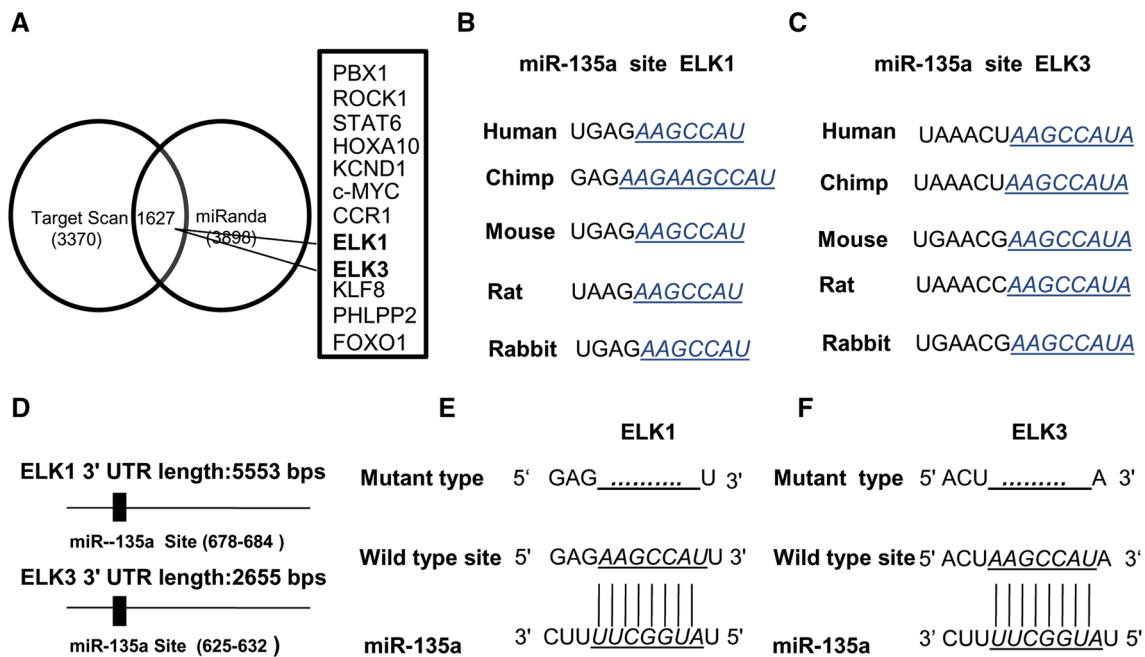 A
Target Scan
(3370)
1627
miRanda
(3898)
PBX1
ROCK1
STAT6
HOXA10
KCND1
c-MYC
CCR1
ELK1
ELK3
KLF8
PHLPP2
FOXO1
B
miR-135a site ELK1
Human UGAGAAGCCAU
Chimp GAGAAGAAGCCAU
Mouse UGAGAAGCCAU
Rat UAAGAAGCCAU
Rabbit UGAGAAGCCAU
C
miR-135a site ELK3
Human UAAACUAAGCCAUA
Chimp UAAACUAAGCCAUA
Mouse UGAACGAAGCCAUA
Rat UAAACCAAGCCAUA
Rabbit UGAACGAAGCCAUA
D
ELK1 3' UTR length:5553 bps
miR--135a Site (678-684 )
ELK3 3' UTR length:2655 bps
miR-135a Site (625-632 )
E
ELK1
Mutant type 5‘ GAG..........U 3'
Wild type site 5' GAGAAGCCAUU 3'
miR-135a 3' CUUUUCGGUAU 5'
F
ELK3
Mutant type 5' ACU.........A 3'
Wild type site 5' ACUAAGCCAUA 3‘
miR-135a 3’ CUUUUCGGUAU 5'